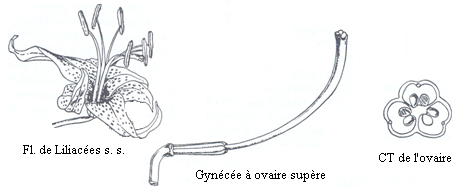 Fl. de Liliacées s. s.
Gynécée à ovaire supère
CT de l'ovaire